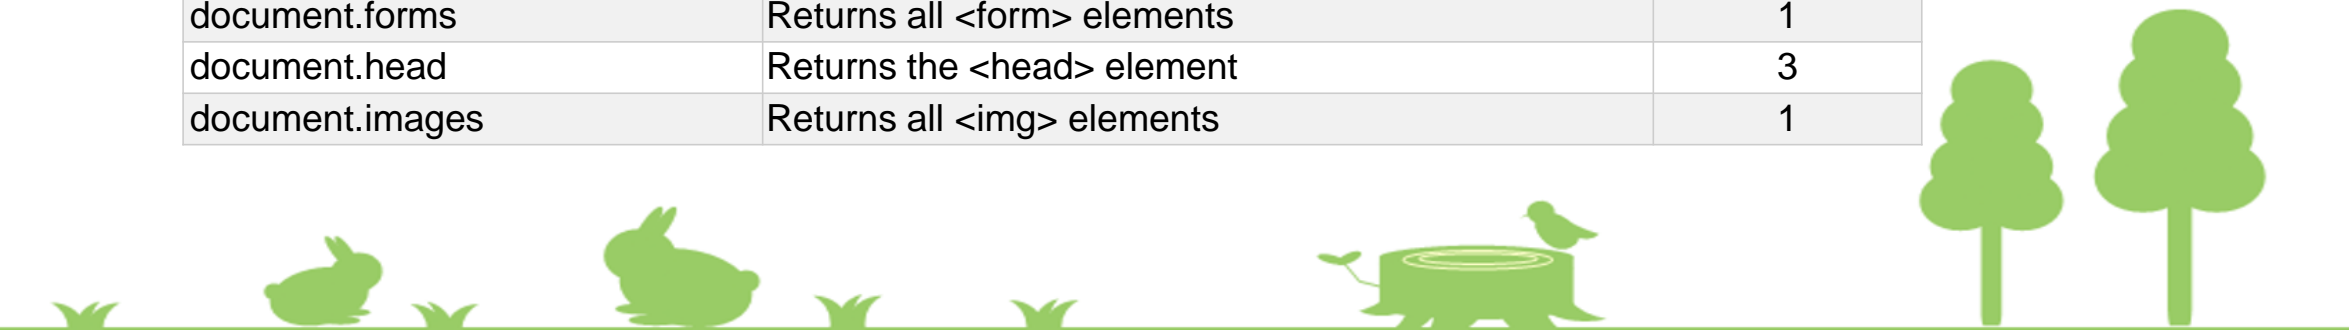 document.forms Returns all <form> elements 1
document.head Returns the <head> element 3
document.images Returns all <img> elements 1